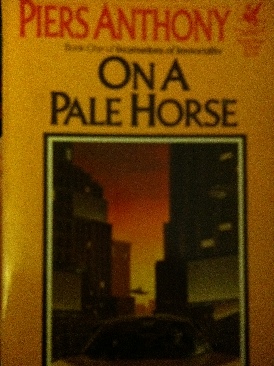 PIERS ANTHONY
Book One of Incarnations of Immortality
ON A
PALE HORSE